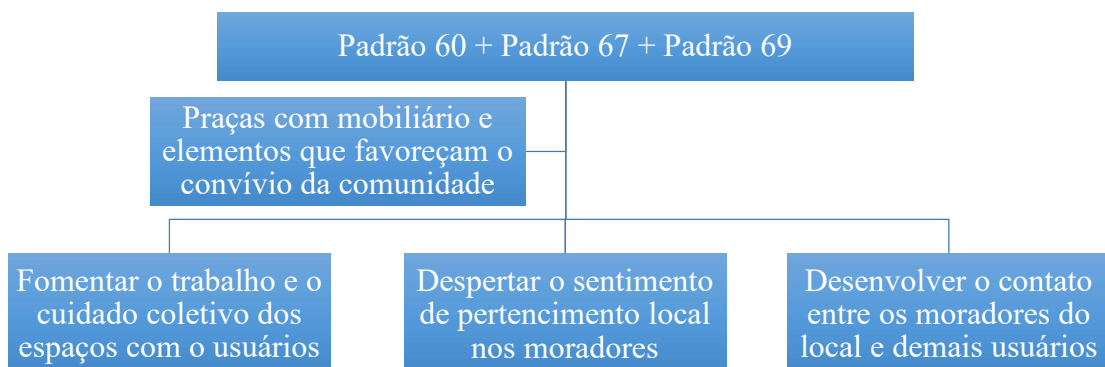 Padrão 60 + Padrão 67 + Padrão 69
Praças com mobiliário e
elementos que favoreçam o
convívio da comunidade
Fomentar o trabalho e o
cuidado coletivo dos
espaços com o usuários
Despertar o sentimento
de pertencimento local
nos moradores
Desenvolver o contato
entre os moradores do
local e demais usuários